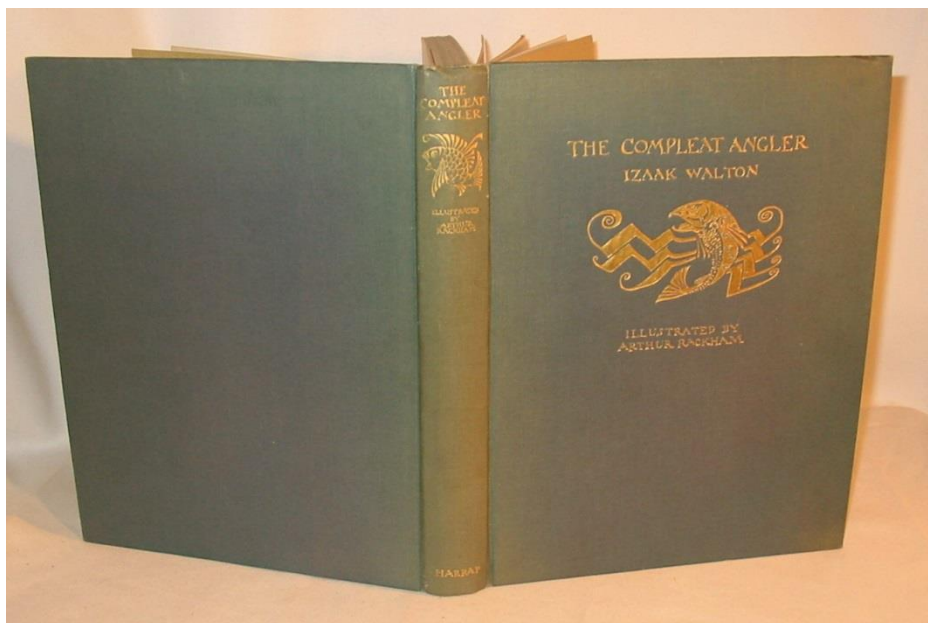 THE
COMPLEAT
ANGLER
ILLUSTRATED
BY
ARTHUR
RACKHAM
HARRAP
THE COMPLEAT ANGLER
IZAAK WALTON
ILLUSTRATED BY
ARTHUR RACKHAM